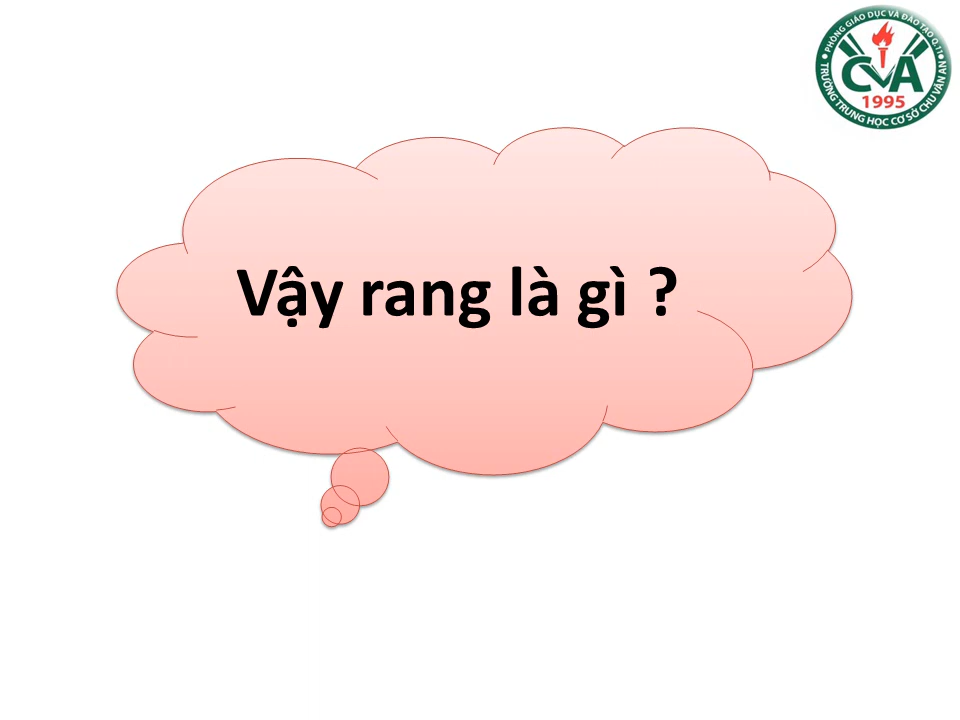 PHÒNG GIÁO DỤC VÀ ĐÀO TẠO Q.11
CVA
1995
TRƯỜNG TRUNG HỌC CƠ SỞ CHU VĂN AN
Vậy rang là gì ?